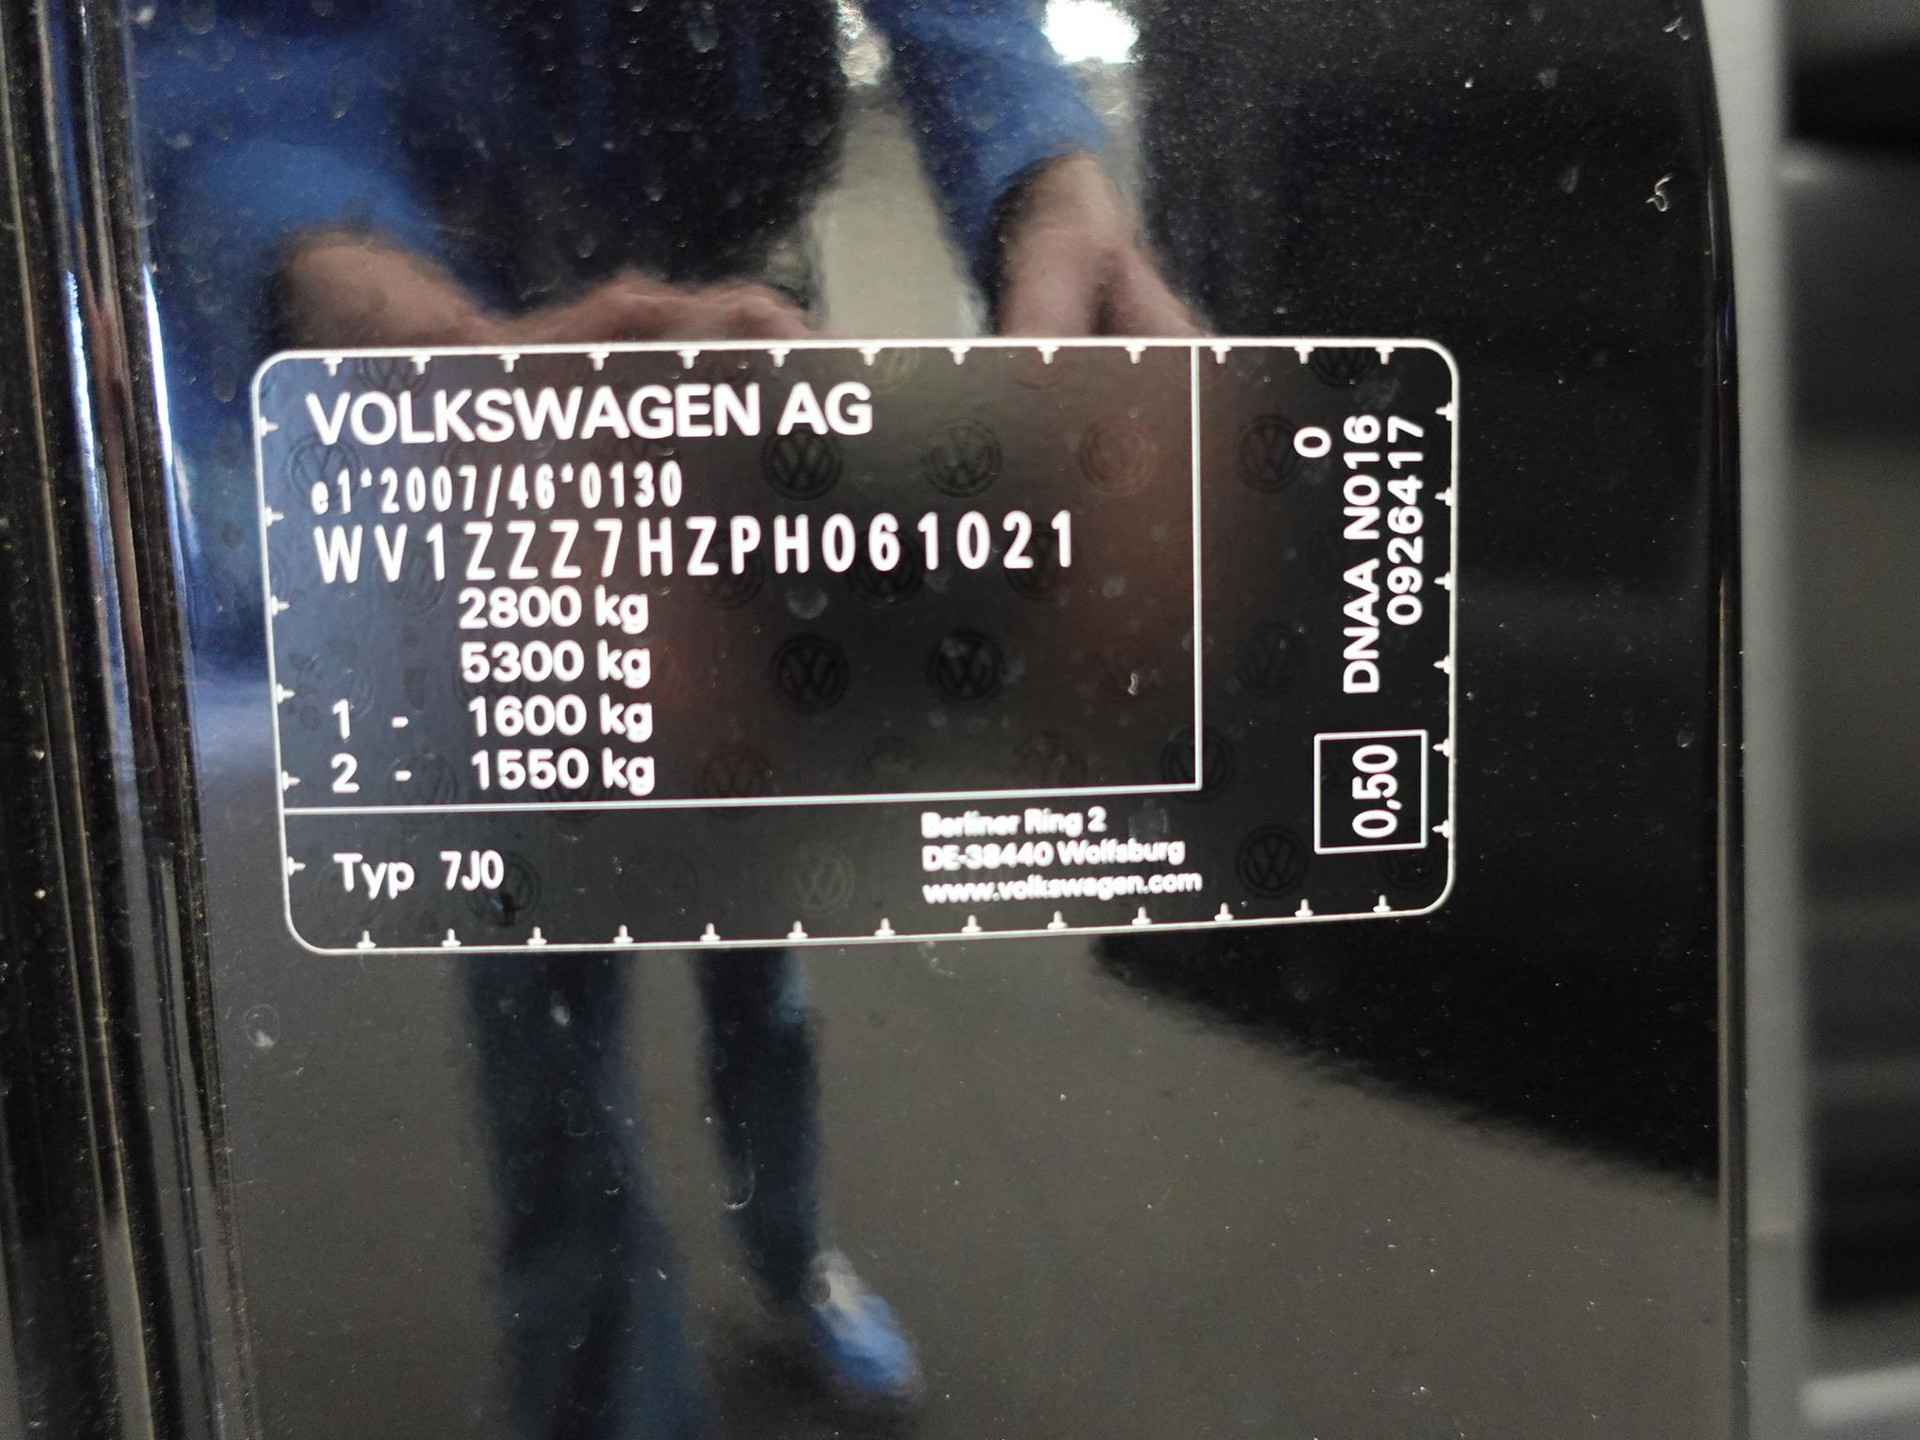 VOLKSWAGEN AG
e1*2007/46*0130
WV1ZZZ7HZPH061021
2800 kg
5300 kg
1 - 1600 kg
2 - 1550 kg
Typ 7J0
Berliner Ring 2
DE-38440 Wolfsburg
www.volkswagen.com
0
DNAA N016
0926417
0,50